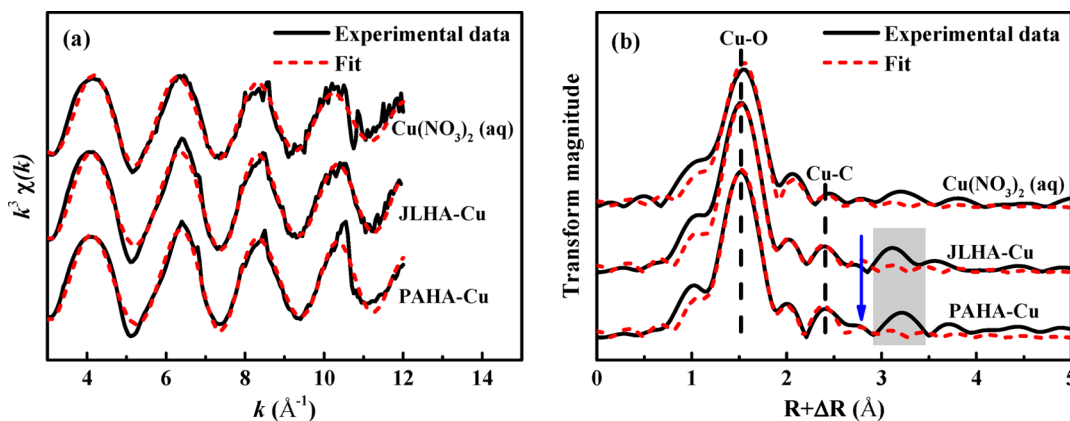 (a)
Experimental data
Fit
Cu(NO₃)₂ (aq)
JLHA-Cu
PAHA-Cu
k³ χ(k)
4 6 8 10 12 14
k (Å⁻¹)
(b)
Cu-O
Experimental data
Fit
Cu-C
Cu(NO₃)₂ (aq)
JLHA-Cu
PAHA-Cu
Transform magnitude
0 1 2 3 4 5
R+ΔR (Å)